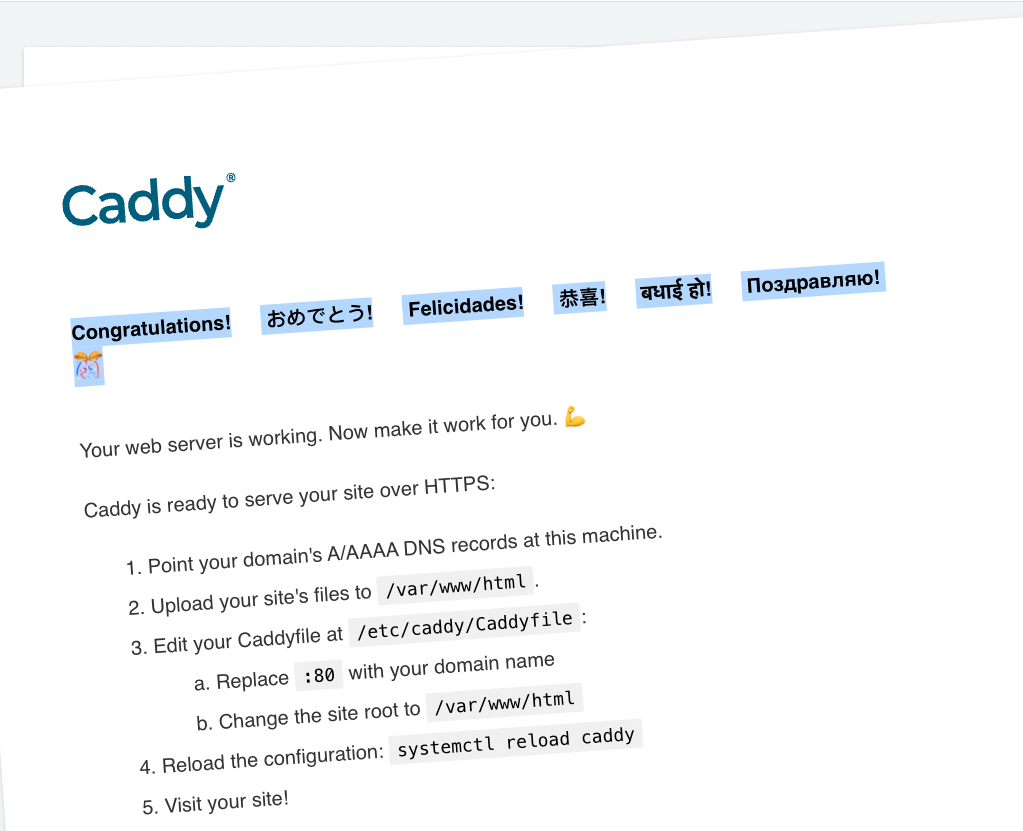 Caddy®
Congratulations! おめでとう! Felicidades! 恭喜! बधाई हो! Поздравляю!
🎊
Your web server is working. Now make it work for you. 💪
Caddy is ready to serve your site over HTTPS:
1. Point your domain's A/AAAA DNS records at this machine.
2. Upload your site's files to /var/www/html.
3. Edit your Caddyfile at /etc/caddy/Caddyfile:
a. Replace :80 with your domain name
b. Change the site root to /var/www/html
4. Reload the configuration: systemctl reload caddy
5. Visit your site!